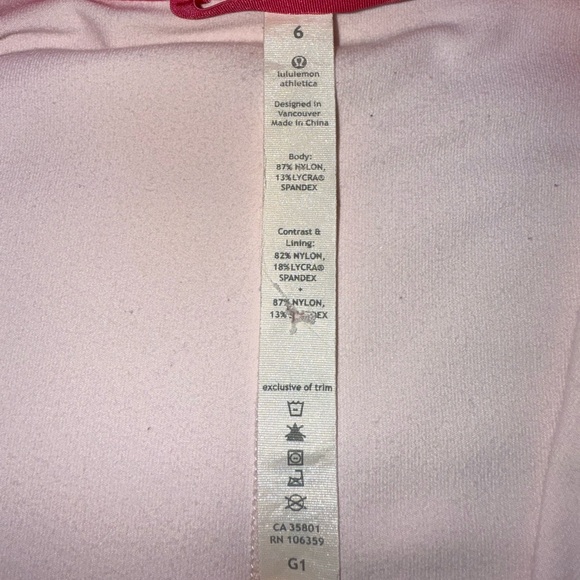 6
lululemon
athletica
Designed in
Vancouver
Made in China
Body:
87% NYLON,
13% LYCRA®
SPANDEX
Contrast &
Lining:
82% NYLON,
18% LYCRA®
SPANDEX
+
87% NYLON,
13%
exclusive of trim
CA 35801
RN 106359
G1